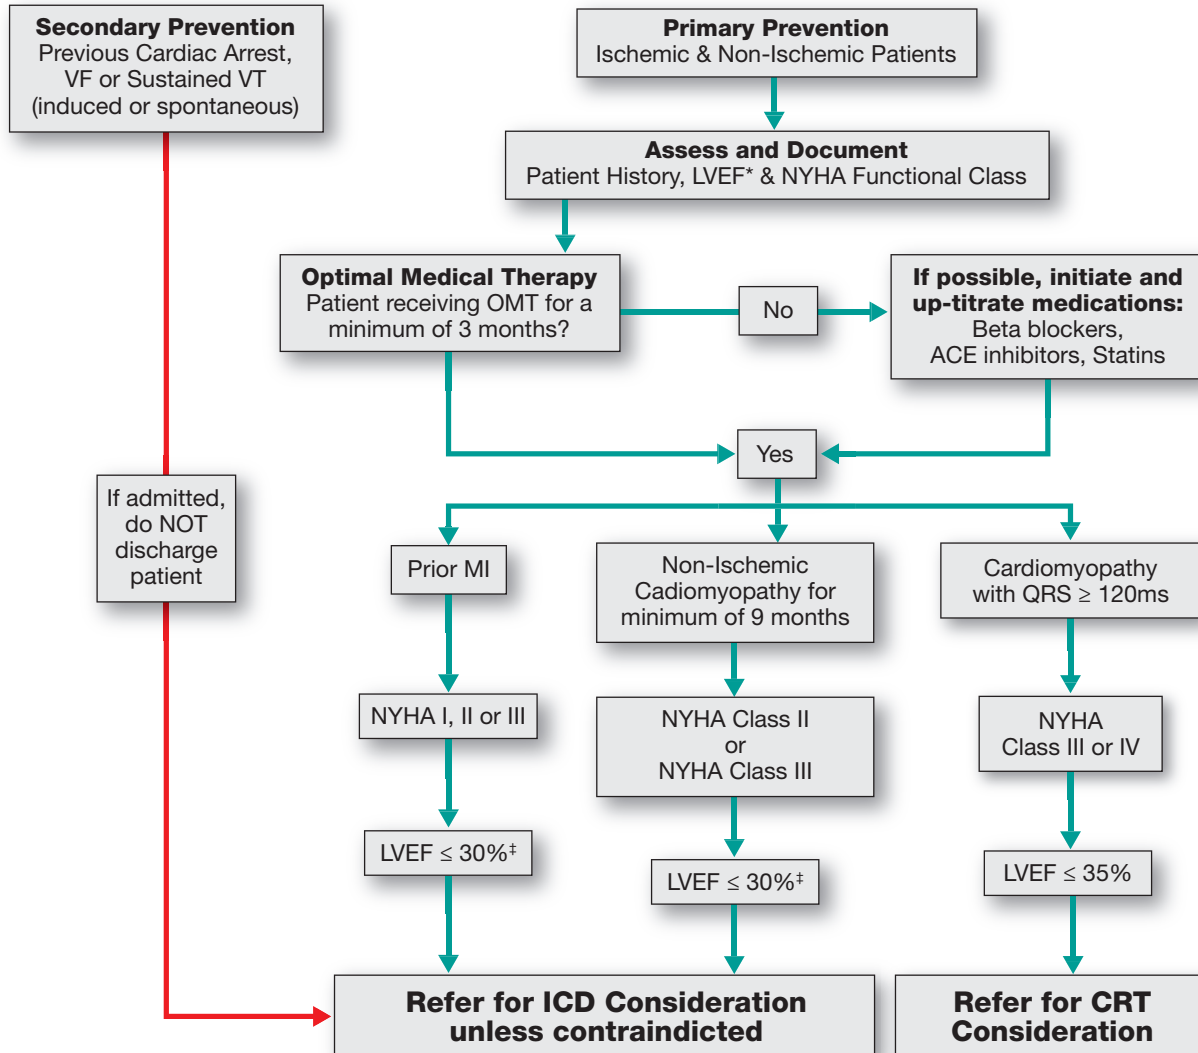 Secondary Prevention
Previous Cardiac Arrest,
VF or Sustained VT
(induced or spontaneous)
Primary Prevention
Ischemic & Non-Ischemic Patients
Assess and Document
Patient History, LVEF* & NYHA Functional Class
Optimal Medical Therapy
Patient receiving OMT for a
minimum of 3 months?
No
If possible, initiate and
up-titrate medications:
Beta blockers,
ACE inhibitors, Statins
Yes
If admitted,
do NOT
discharge
patient
Prior MI
NYHA I, II or III
LVEF ≤ 30%‡
Non-Ischemic
Cadiomyopathy for
minimum of 9 months
NYHA Class II
or
NYHA Class III
LVEF ≤ 30%‡
Cardiomyopathy
with QRS ≥ 120ms
NYHA
Class III or IV
LVEF ≤ 35%
Refer for ICD Consideration
unless contraindicted
Refer for CRT
Consideration